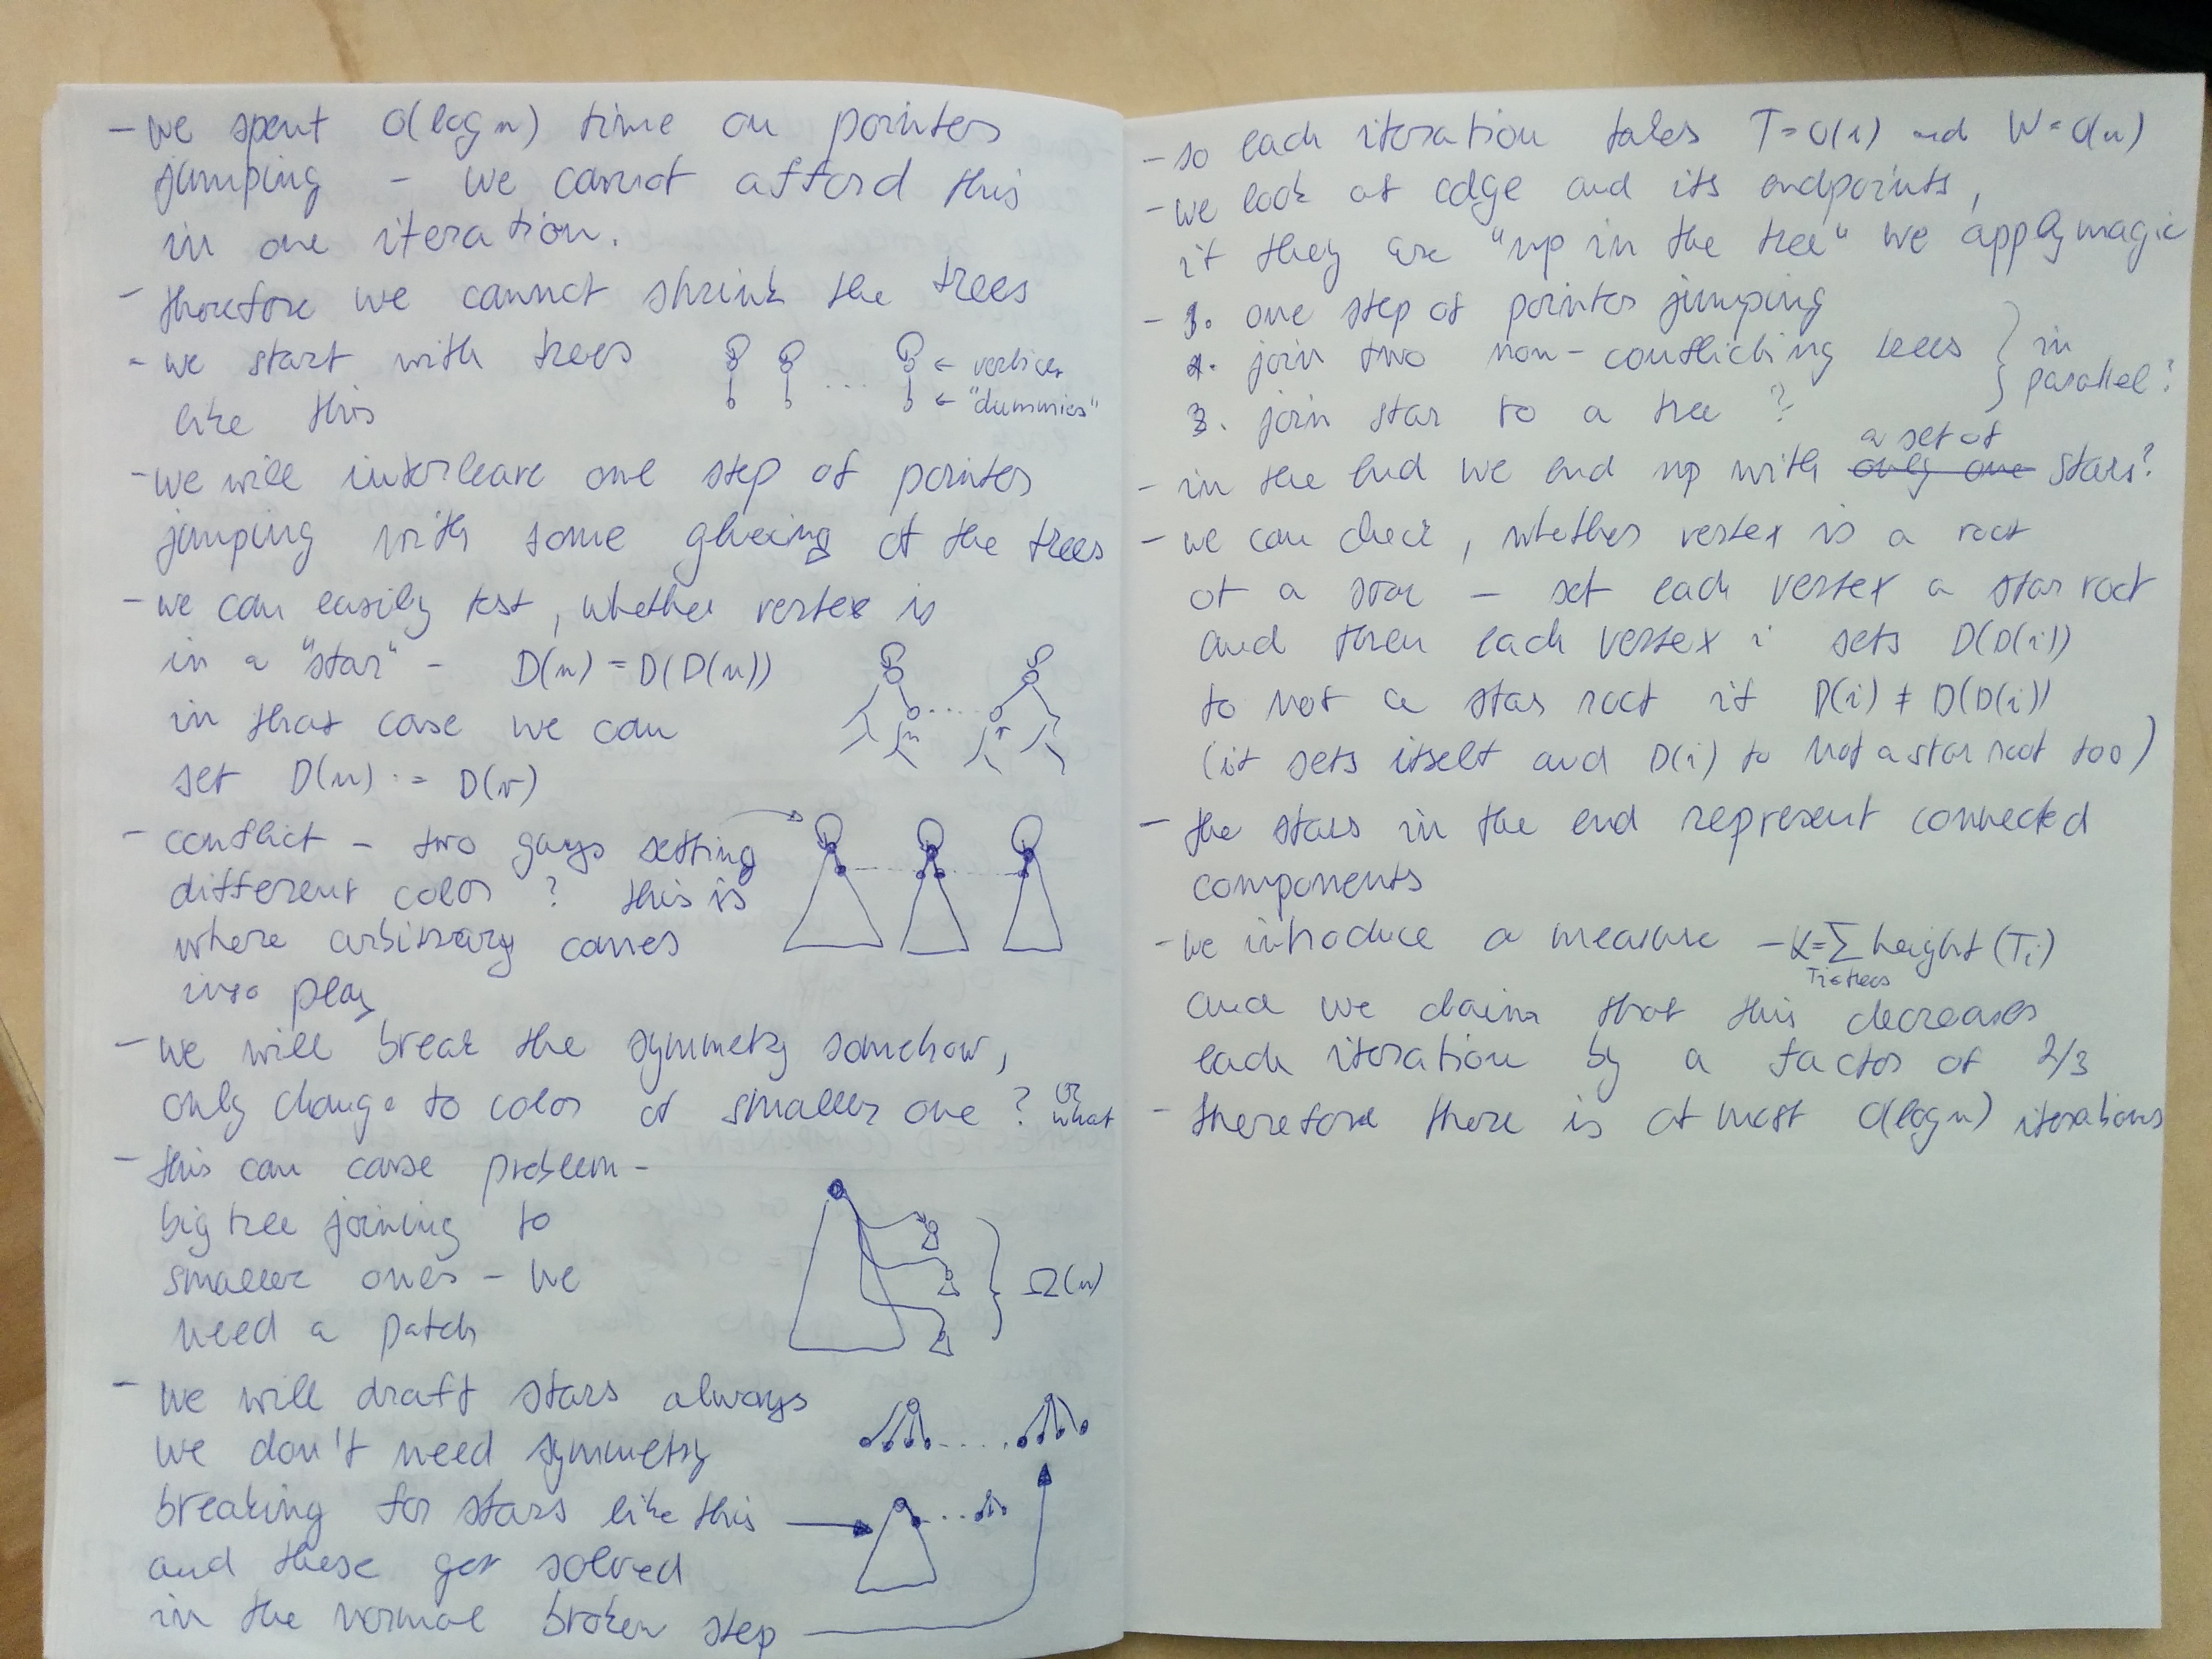 - we spent O(log n) time on pointer
jumping - we cannot afford this
in one iteration.
- therefore we cannot shrink the trees
- we start with trees
like this
... ← vertices
← "dummies"
- we will interleave one step of pointer
jumping with some glueing of the trees
- we can easily test, whether vertex is
in a "star" - D(u) = D(D(u))
in that case we can
set D(u) := D(v)
u .... v
- conflict - two guys setting
different color? this is
where arbitrary comes
into play
- we will break the symmetry somehow,
only change to color of smaller one? or
what
- this can cause problem -
big tree joining to
smaller ones - we
need a patch
} Ω(n)
- we will draft stars always
we don't need symmetry
breaking for stars like this
and these get solved
in the normal broken step
- so each iteration takes T=O(1) and W=O(n)
- we look at edge and its endpoints,
if they are "up in the tree" we apply magic
- 1. one step of pointer jumping
2. join two non-conflicting trees
3. join star to a tree ?
} in
parallel?
- in the end we end up with only one a set of stars?
- we can check, whether vertex is a root
of a star - set each vertex a star root
and then each vertex i sets D(D(i))
to not a star root if D(i) ≠ D(D(i))
(it sets itself and D(i) to not a star root too)
- the stars in the end represent connected
components
- we introduce a measure - K=∑ height(Ti)
Ti trees
and we claim that this decreases
each iteration by a factor of 2/3
- therefore there is at most O(log n) iterations